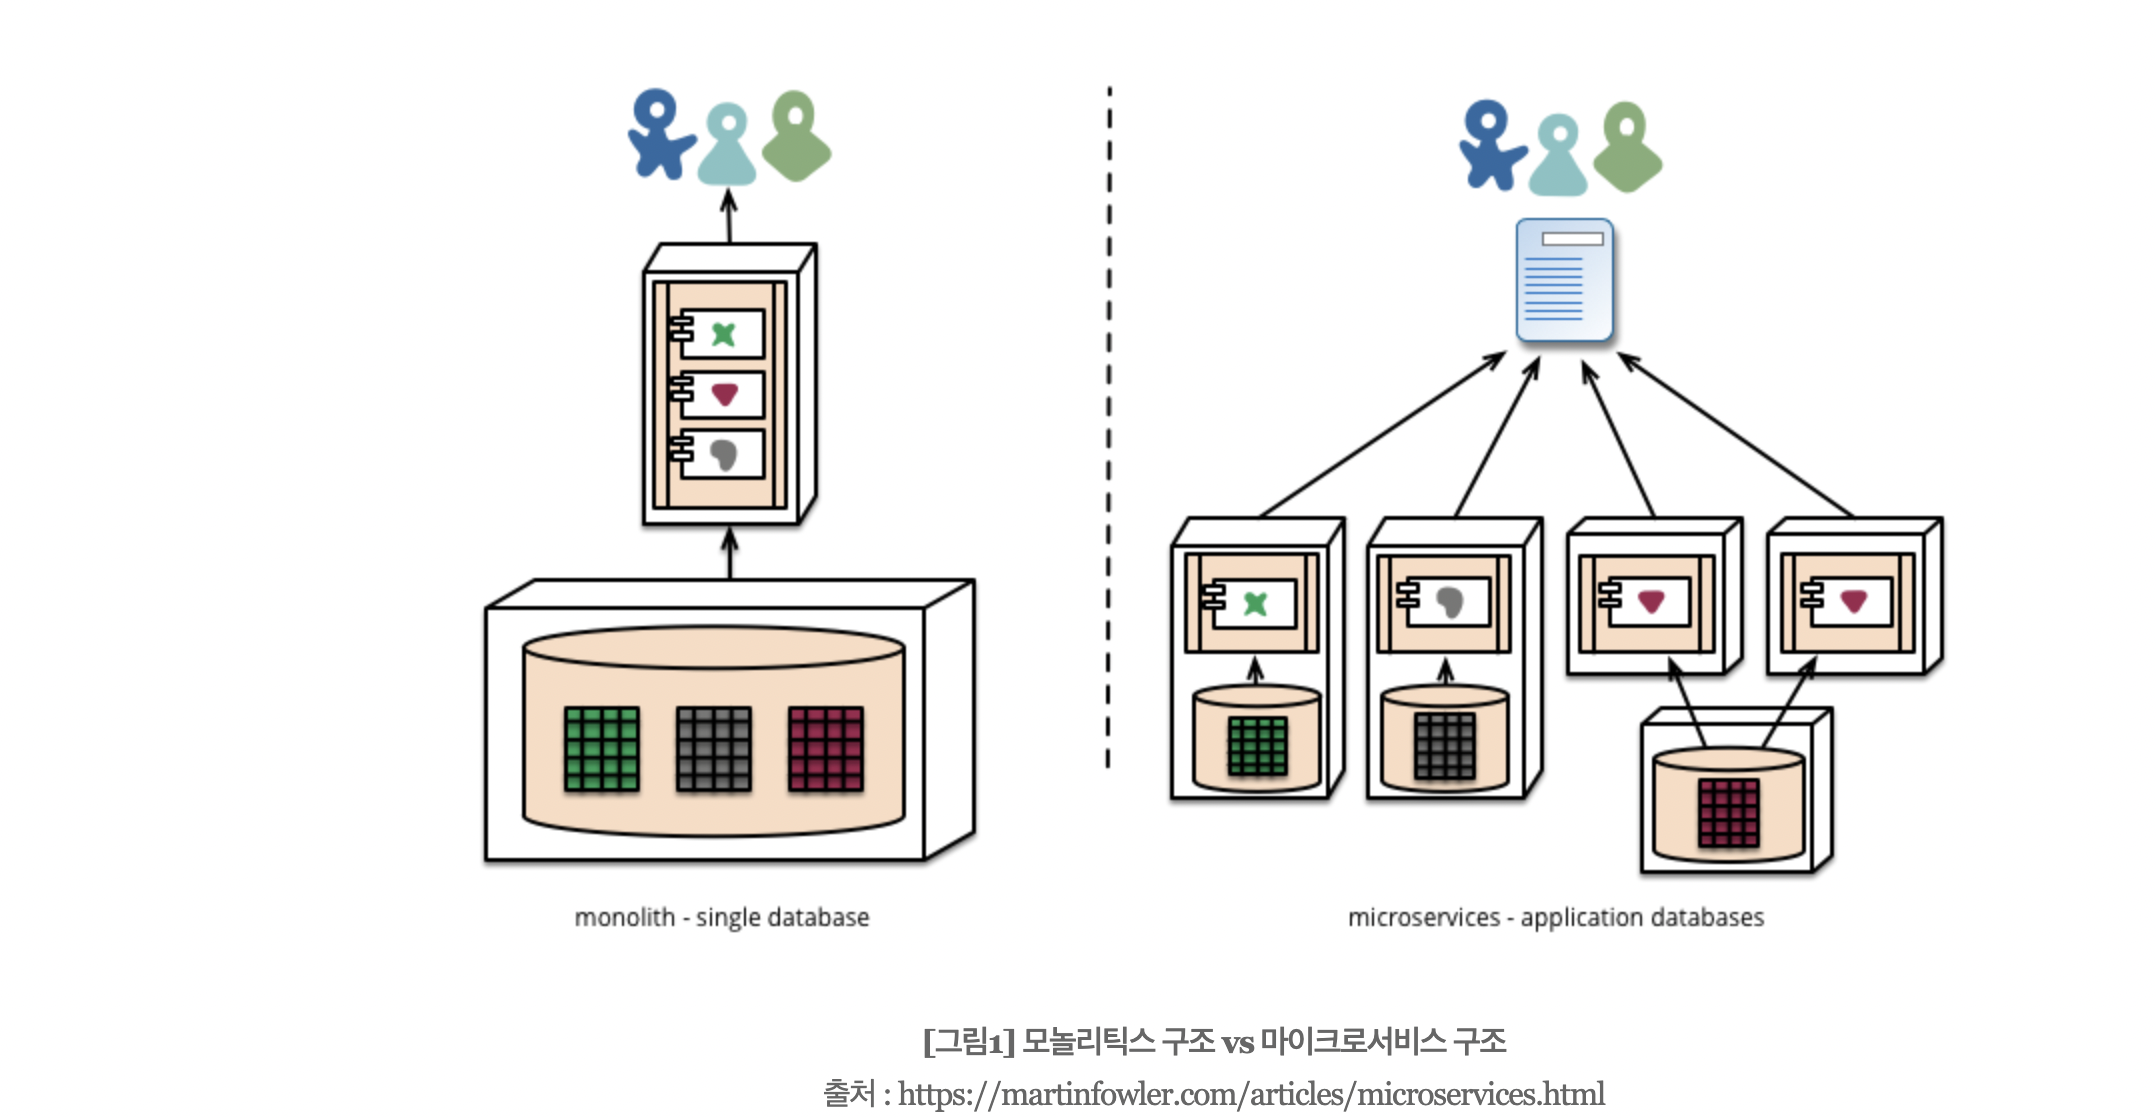 monolith - single database
microservices - application databases
[그림1] 모놀리틱스 구조 vs 마이크로서비스 구조
출처 : https://martinfowler.com/articles/microservices.html